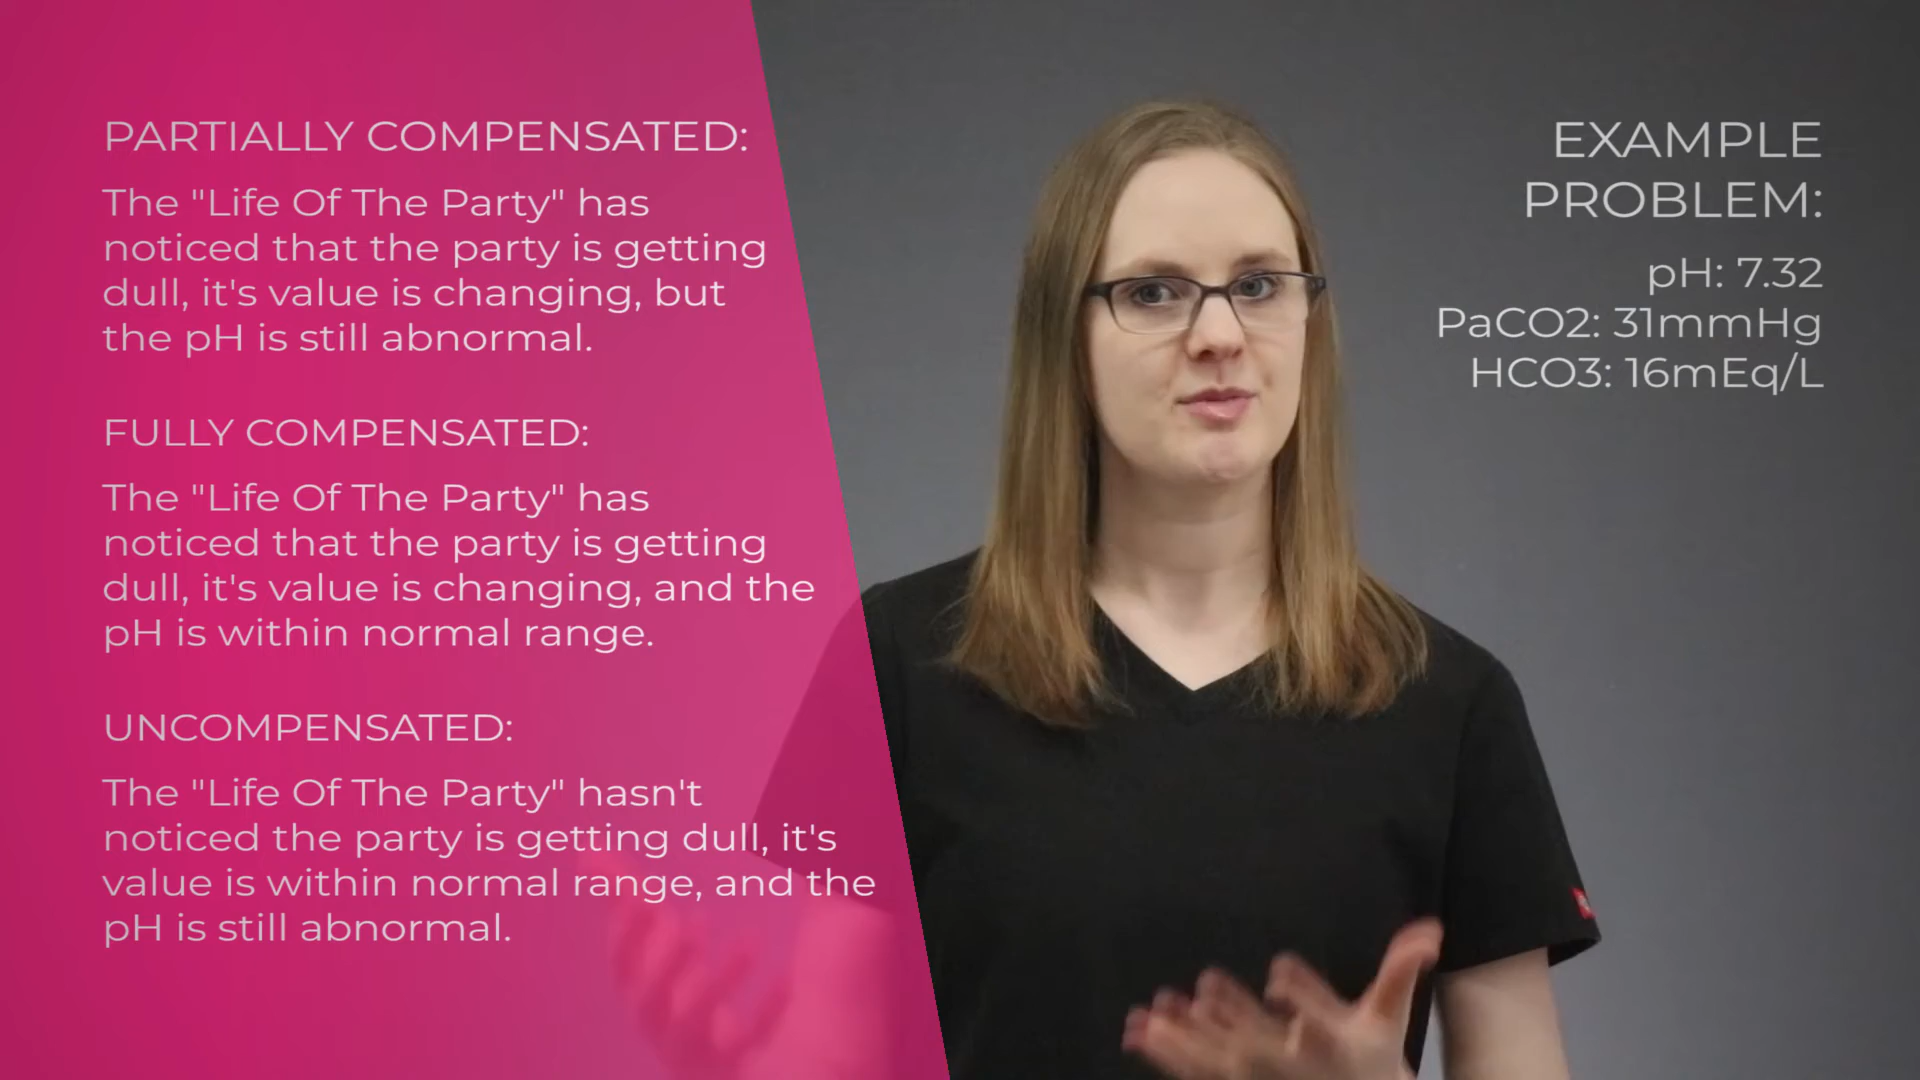 PARTIALLY COMPENSATED:
The "Life Of The Party" has
noticed that the party is getting
dull, it's value is changing, but
the pH is still abnormal.
FULLY COMPENSATED:
The "Life Of The Party" has
noticed that the party is getting
dull, it's value is changing, and the
pH is within normal range.
UNCOMPENSATED:
The "Life Of The Party" hasn't
noticed the party is getting dull, it's
value is within normal range, and the
pH is still abnormal.
EXAMPLE
PROBLEM:
pH: 7.32
PaCO2: 31mmHg
HCO3: 16mEq/L